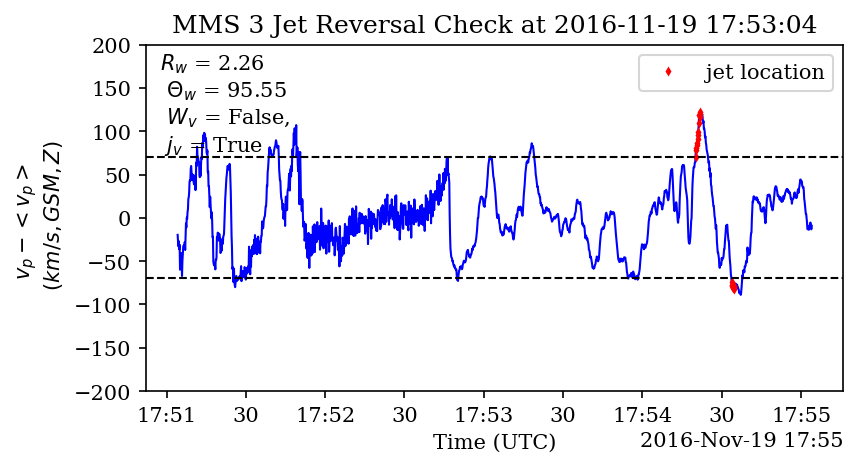 MMS 3 Jet Reversal Check at 2016-11-19 17:53:04
R_w = 2.26
Θ_w = 95.55
W_v = False,
j_v = True
jet location
200
150
100
50
0
−50
−100
−150
−200
v_p − < v_p >
(km/s, GSM, Z)
17:51 30 17:52 30 17:53 30 17:54 30 17:55
Time (UTC)
2016-Nov-19 17:55